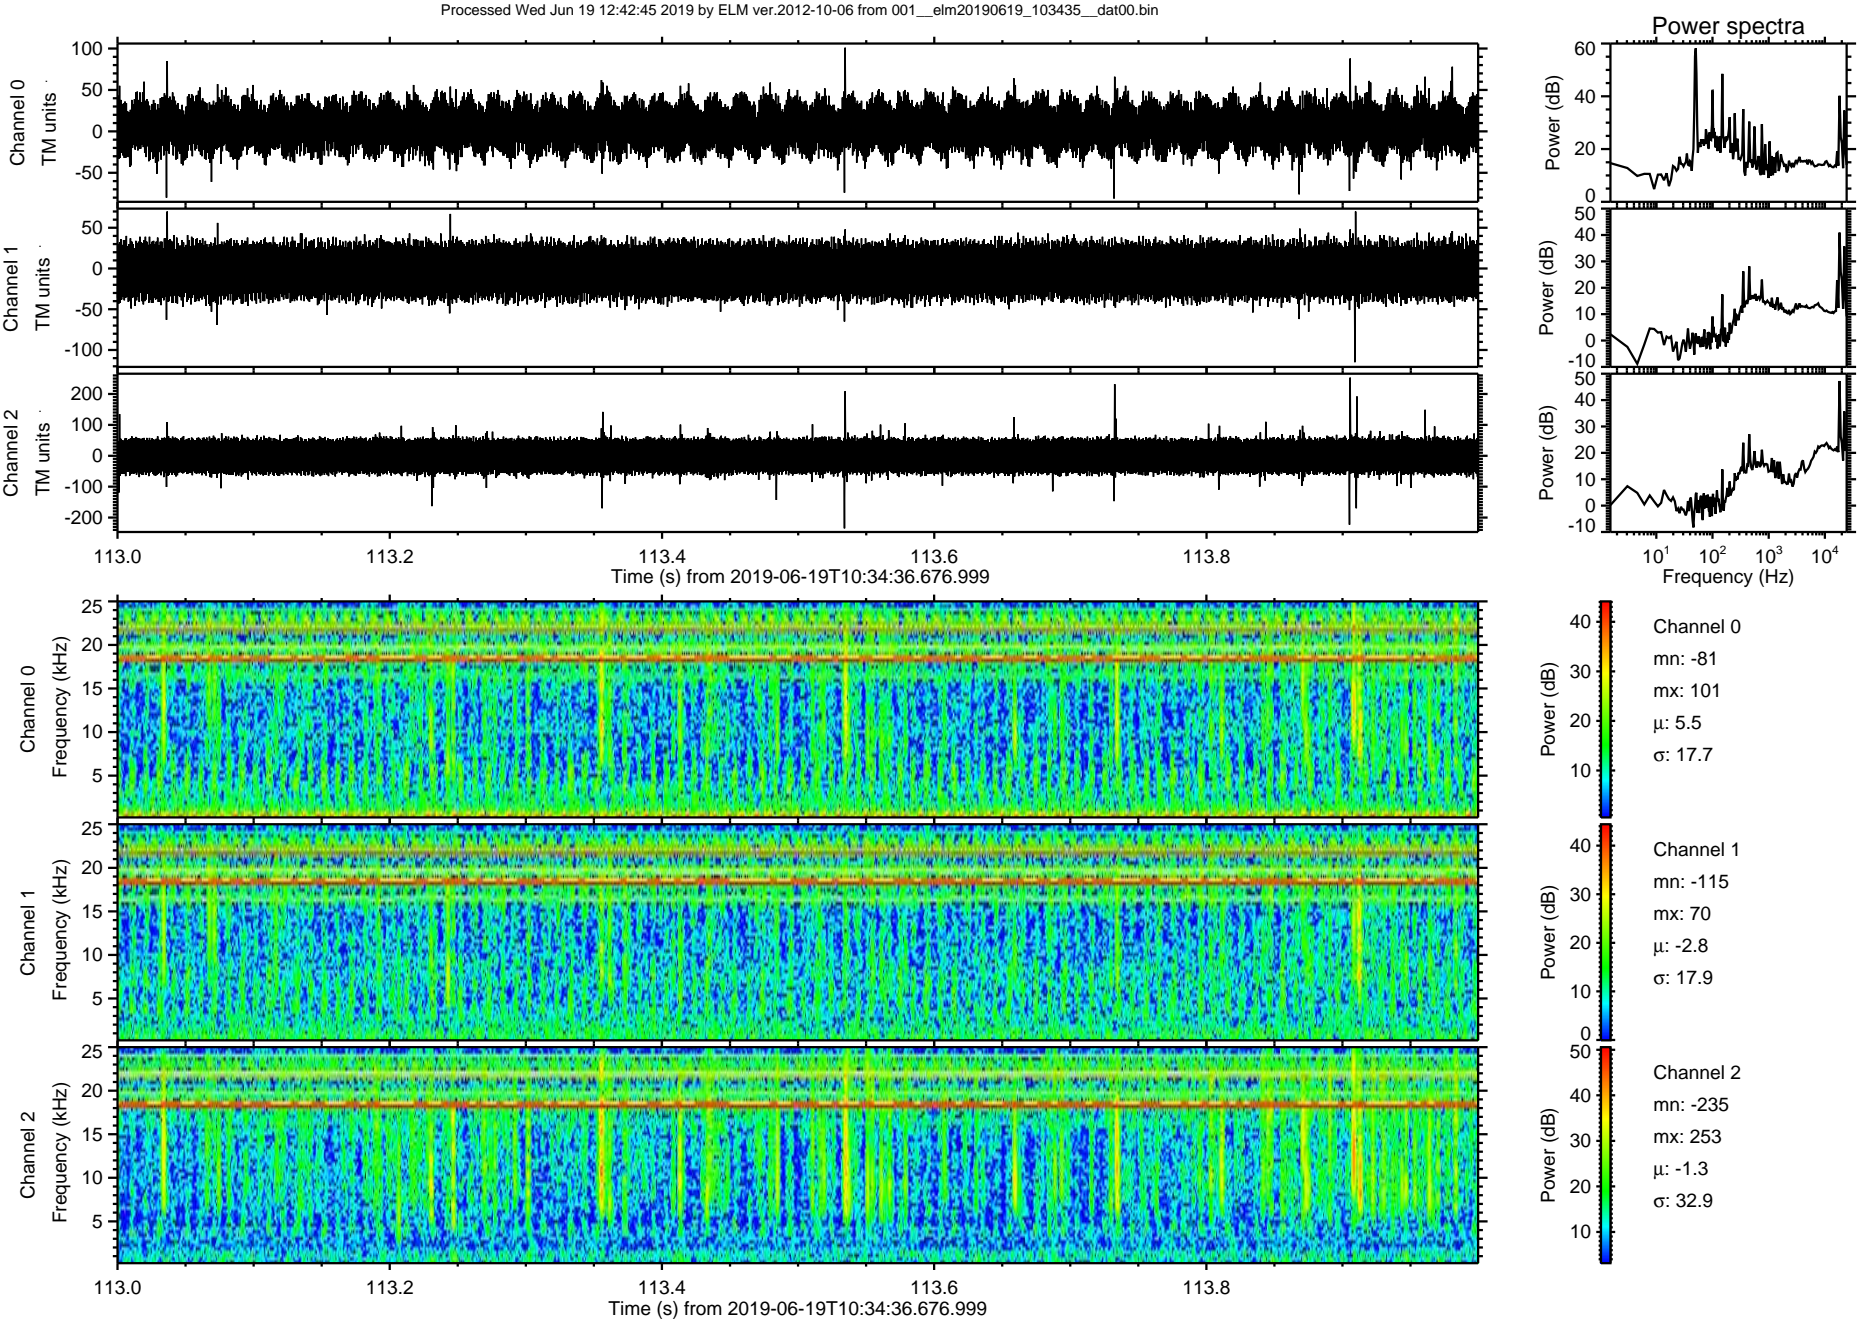 Processed Wed Jun 19 12:42:45 2019 by ELM ver.2012-10-06 from 001__elm20190619_103435__dat00.bin
Power spectra
Channel 0
TM units
100
50
0
-50
Power (dB)
60
40
20
0
Channel 1
TM units
50
0
-50
-100
Power (dB)
50
40
30
20
10
0
-10
Channel 2
TM units
200
100
0
-100
-200
Power (dB)
50
40
30
20
10
0
-10
113.0 113.2 113.4 113.6 113.8
Time (s) from 2019-06-19T10:34:36.676.999
10¹ 10² 10³ 10⁴
Frequency (Hz)
Channel 0
Frequency (kHz)
25
20
15
10
5
Power (dB)
40
30
20
10
Channel 0
mn: -81
mx: 101
μ: 5.5
σ: 17.7
Channel 1
Frequency (kHz)
25
20
15
10
5
Power (dB)
40
30
20
10
0
Channel 1
mn: -115
mx: 70
μ: -2.8
σ: 17.9
Channel 2
Frequency (kHz)
25
20
15
10
5
Power (dB)
50
40
30
20
10
Channel 2
mn: -235
mx: 253
μ: -1.3
σ: 32.9
113.0 113.2 113.4 113.6 113.8
Time (s) from 2019-06-19T10:34:36.676.999